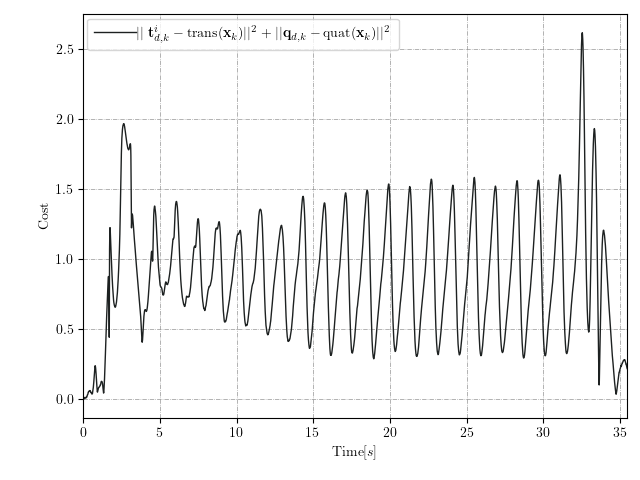 || t^i_{d,k} − trans(x_k)||² + ||q_{d,k} − quat(x_k)||²
2.5
2.0
1.5
1.0
0.5
0.0
Cost
0 5 10 15 20 25 30 35
Time[s]